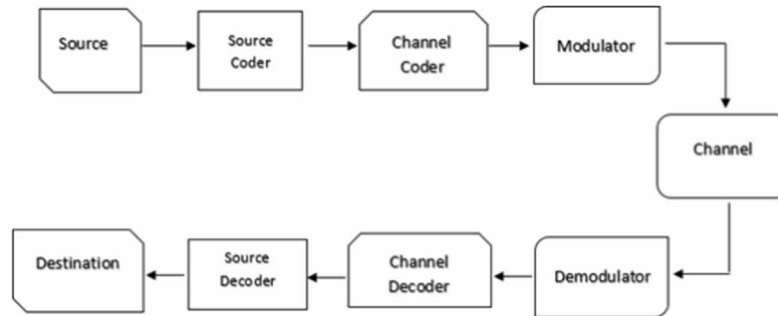 Source
Source
Coder
Channel
Coder
Modulator
Channel
Destination
Source
Decoder
Channel
Decoder
Demodulator